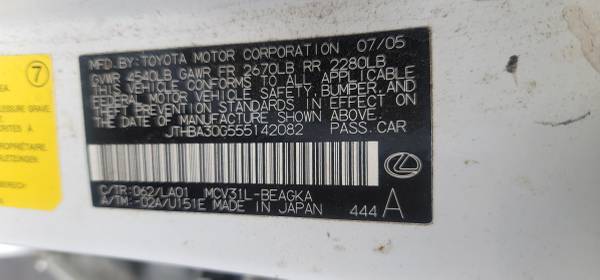 MFD.BY:TOYOTA MOTOR CORPORATION 07/05
GVWR 4540LB GAWR FR 2670LB RR 2280LB
THIS VEHICLE CONFORMS TO ALL APPLICABLE
FEDERAL MOTOR VEHICLE SAFETY, BUMPER, AND
THEFT PREVENTION STANDARDS IN EFFECT ON
THE DATE OF MANUFACTURE SHOWN ABOVE.
JTHBA30G555142082 PASS.CAR
C/TR: 062/LA01 MCV31L-BEAGKA
A/TM: -02A/U151E MADE IN JAPAN 444 A
7